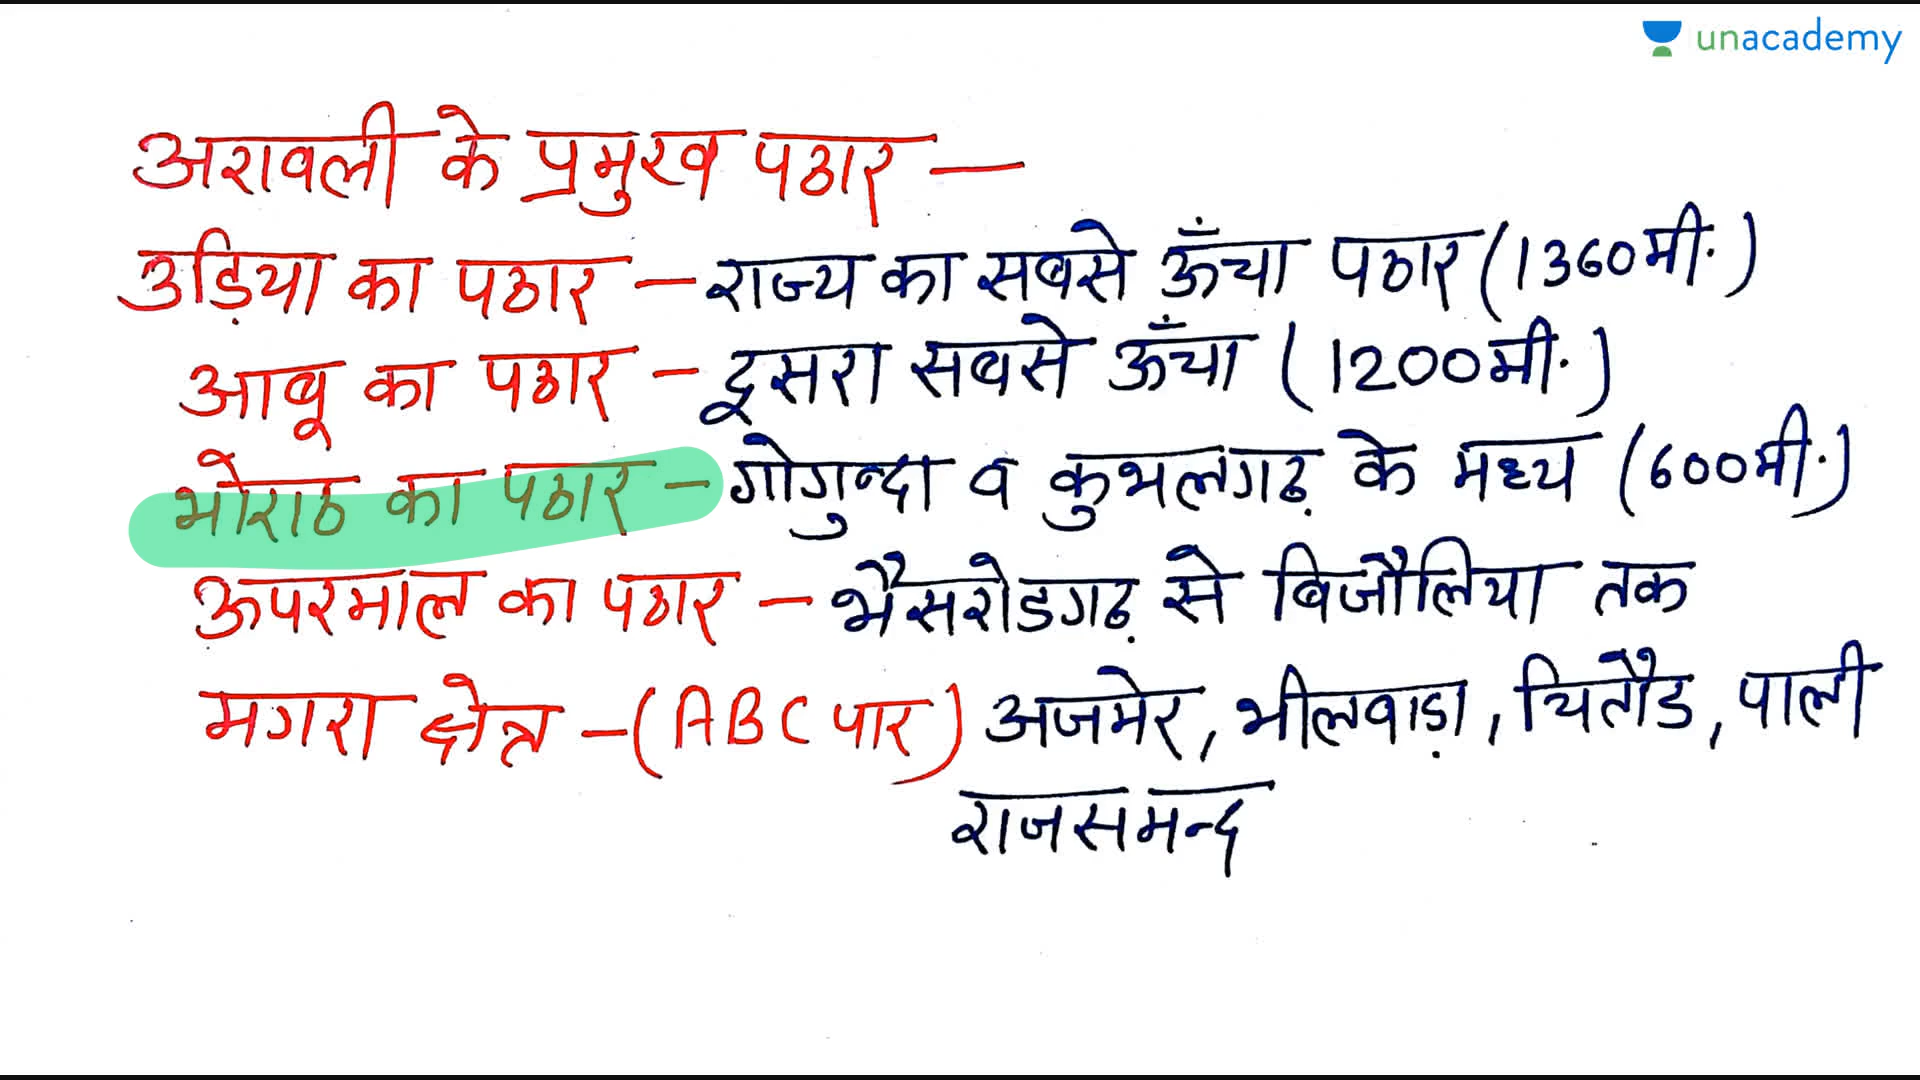 unacademy
अरावली के प्रमुख पठार —
उड़िया का पठार — राज्य का सबसे ऊँचा पठार (1360मी.)
आबू का पठार — दूसरा सबसे ऊँचा (1200मी.)
भोराठ का पठार — गोगुन्दा व कुभलगढ़ के मध्य (600मी.)
ऊपरमाल का पठार — भैसरोडगढ़ से बिजौलिया तक
मगरा क्षेत्र — (ABC पार) अजमेर, भीलवाड़ा, चितौड, पाली
राजसमन्द